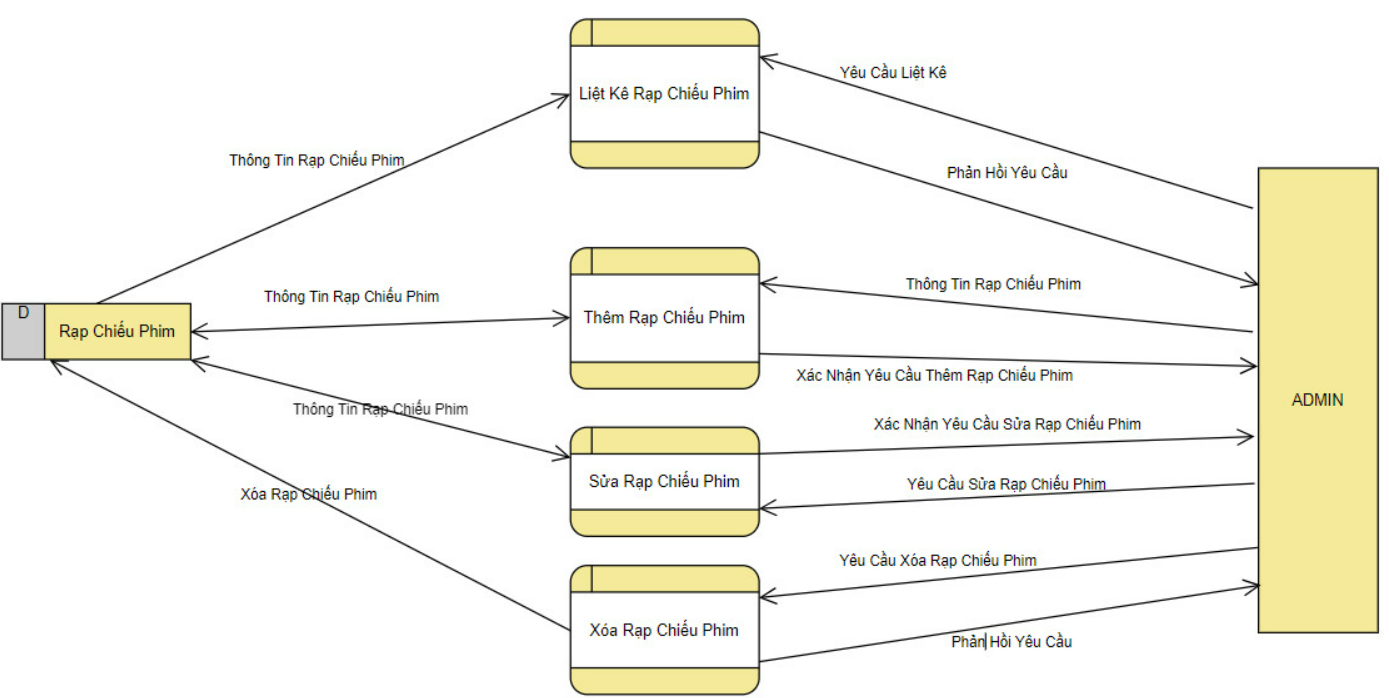 Yêu Cầu Liệt Kê
Liệt Kê Rạp Chiếu Phim
Thông Tin Rạp Chiếu Phim
Phản Hồi Yêu Cầu
Thông Tin Rạp Chiếu Phim
Thông Tin Rạp Chiếu Phim
D
Rạp Chiếu Phim
Thêm Rạp Chiếu Phim
Xác Nhận Yêu Cầu Thêm Rạp Chiếu Phim
ADMIN
Thông Tin Rạp Chiếu Phim
Xác Nhận Yêu Cầu Sửa Rạp Chiếu Phim
Sửa Rạp Chiếu Phim
Yêu Cầu Sửa Rạp Chiếu Phim
Xóa Rạp Chiếu Phim
Yêu Cầu Xóa Rạp Chiếu Phim
Xóa Rạp Chiếu Phim
Phản Hồi Yêu Cầu